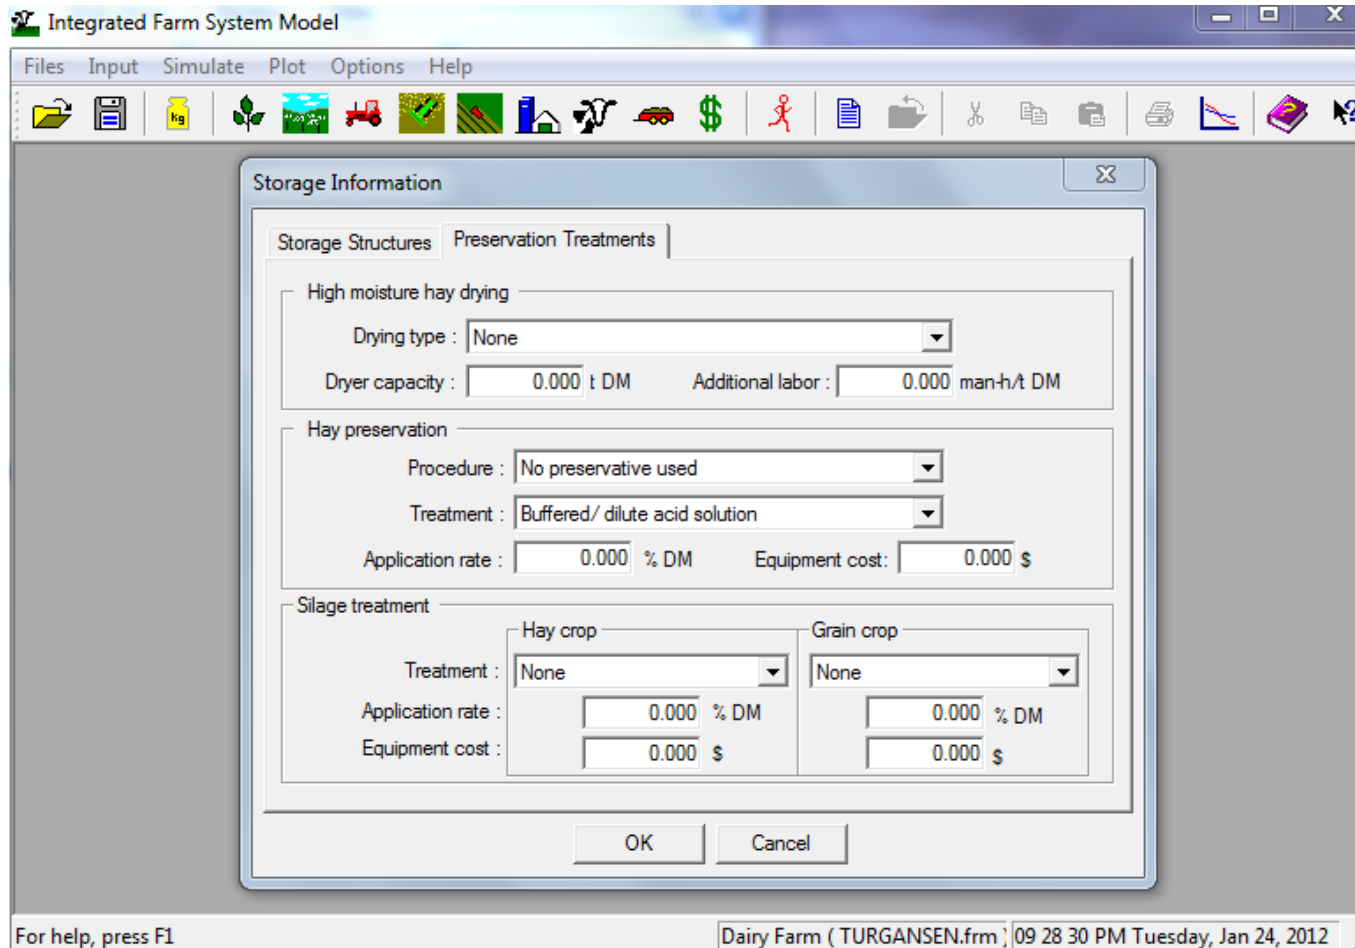 Integrated Farm System Model
Files Input Simulate Plot Options Help
kg $
Storage Information
Storage Structures Preservation Treatments
High moisture hay drying
Drying type : None
Dryer capacity : 0.000 t DM Additional labor : 0.000 man-h/t DM
Hay preservation
Procedure : No preservative used
Treatment : Buffered/ dilute acid solution
Application rate : 0.000 % DM Equipment cost: 0.000 $
Silage treatment
Hay crop Grain crop
Treatment : None None
Application rate : 0.000 % DM 0.000 % DM
Equipment cost : 0.000 $ 0.000 $
OK Cancel
For help, press F1 Dairy Farm ( TURGANSEN.frm ) 09 28 30 PM Tuesday, Jan 24, 2012